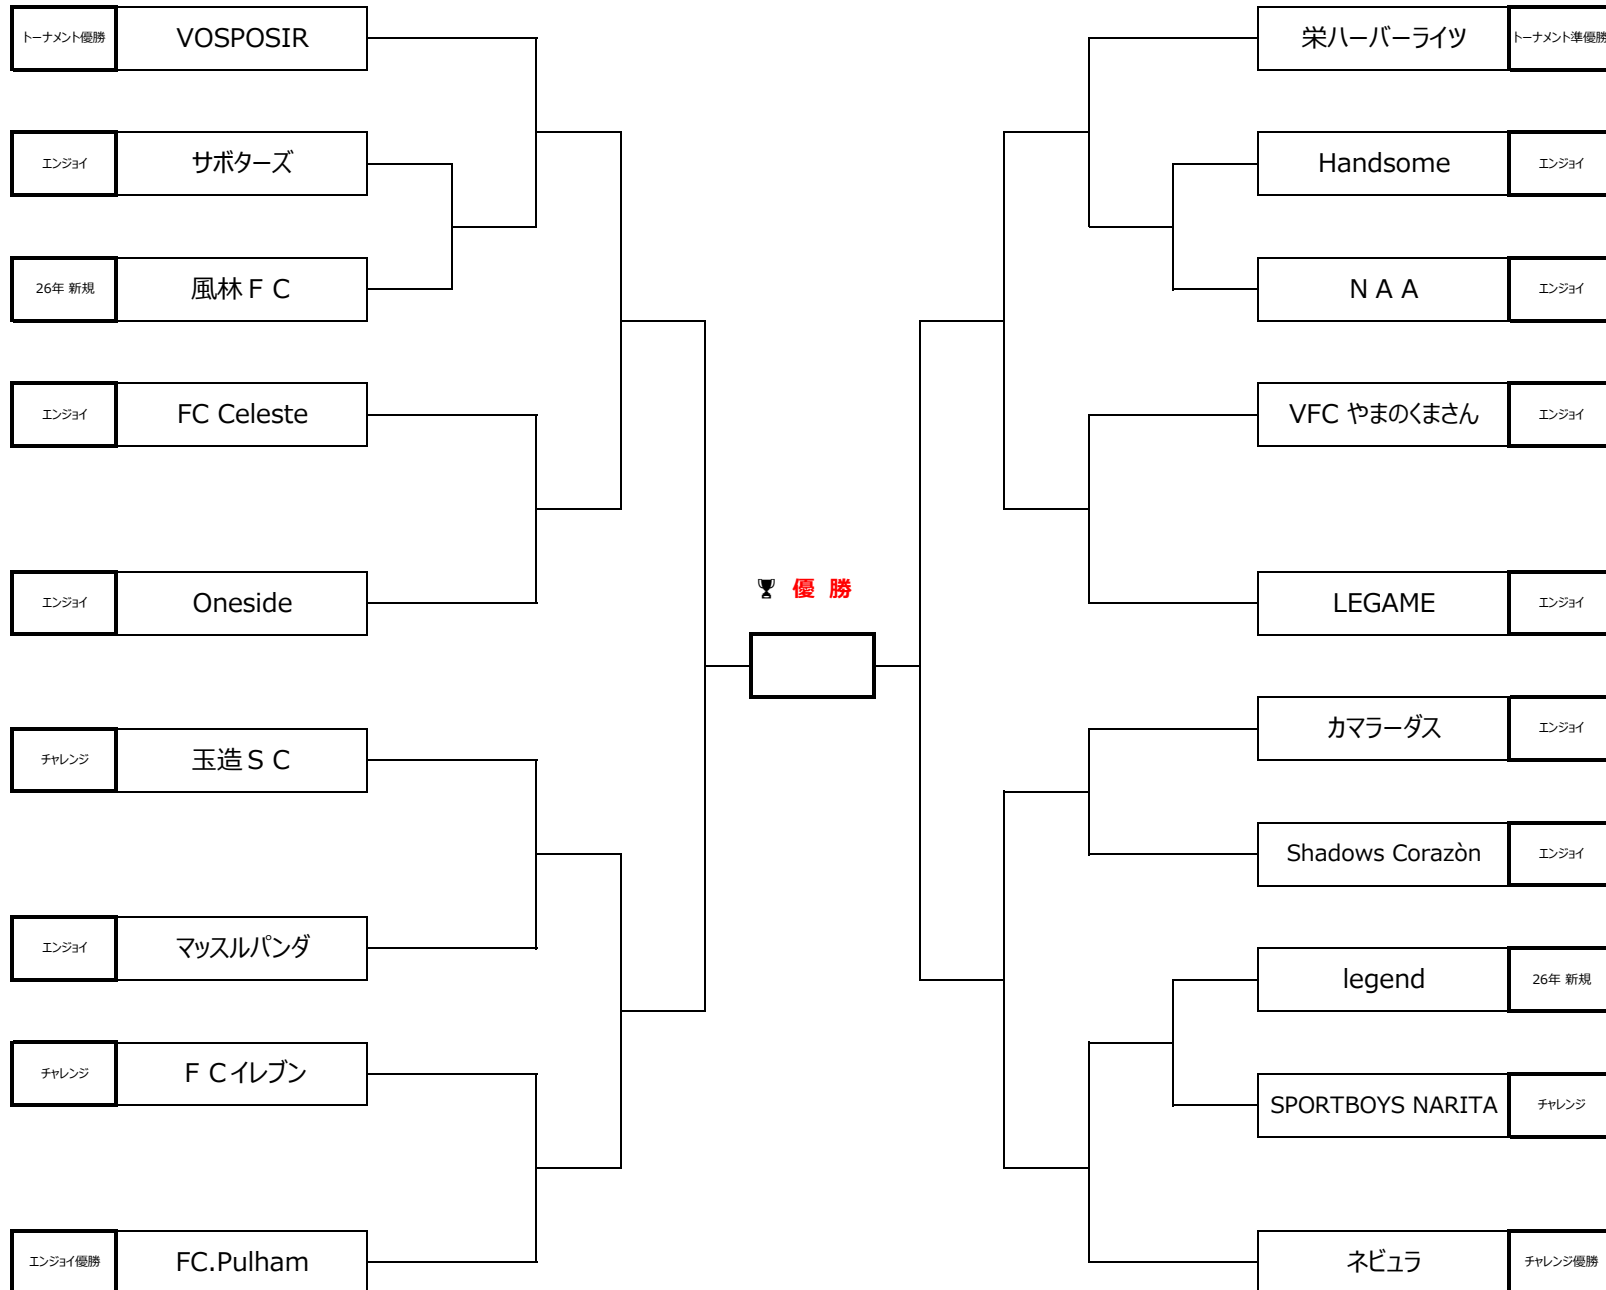 トーナメント優勝 VOSPOSIR
エンジョイ サボターズ
26年 新規 風林ＦＣ
エンジョイ FC Celeste
エンジョイ Oneside
チャレンジ 玉造ＳＣ
エンジョイ マッスルパンダ
チャレンジ ＦＣイレブン
エンジョイ優勝 FC.Pulham
優 勝
栄ハーバーライツ トーナメント準優勝
Handsome エンジョイ
ＮＡＡ エンジョイ
VFC やまのくまさん エンジョイ
LEGAME エンジョイ
カマラーダス エンジョイ
Shadows Corazòn エンジョイ
legend 26年 新規
SPORTBOYS NARITA チャレンジ
ネビュラ チャレンジ優勝